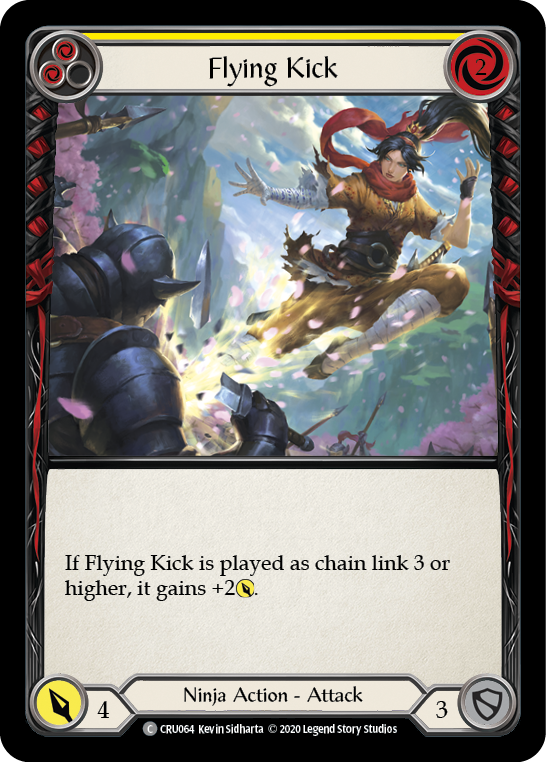 Flying Kick
2
If Flying Kick is played as chain link 3 or
higher, it gains +2.
4
Ninja Action - Attack
3
C CRU064 Kevin Sidharta © 2020 Legend Story Studios